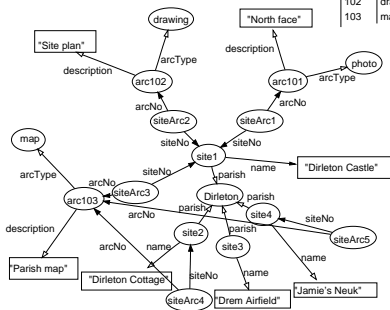 102 dra
103 ma
drawing
"North face"
"Site plan"
arcType
description
photo
description
arcType
arc102
arc101
arcNo
arcNo
siteArc2
siteArc1
map
siteNo
siteNo
site1
siteNo
name
"Dirleton Castle"
arcType
arcNo
siteArc3
parish
arc103
Dirleton
parish
site4
arcNo
parish
siteNo
description
arcNo
site2
parish
site3
siteArc5
name
name
name
"Parish map"
"Dirleton Cottage"
siteNo
"Drem Airfield"
"Jamie's Neuk"
siteArc4